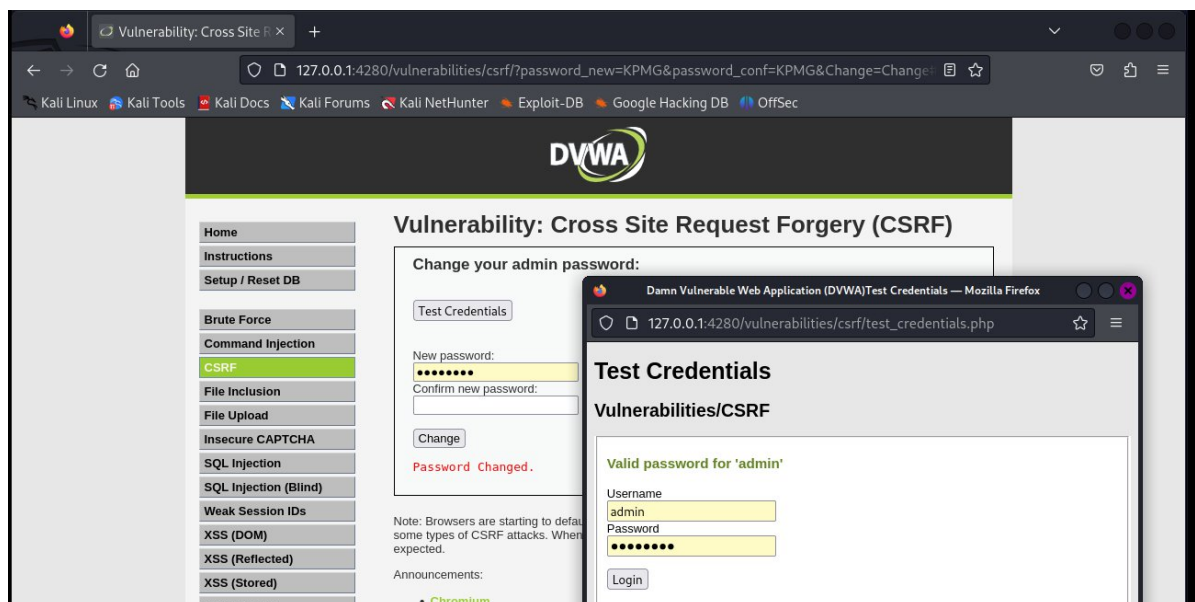 Vulnerability: Cross Site R
127.0.0.1:4280/vulnerabilities/csrf/?password_new=KPMG&password_conf=KPMG&Change=Change
Kali Linux Kali Tools Kali Docs Kali Forums Kali NetHunter Exploit-DB Google Hacking DB OffSec
DVWA
Home
Instructions
Setup / Reset DB
Brute Force
Command Injection
CSRF
File Inclusion
File Upload
Insecure CAPTCHA
SQL Injection
SQL Injection (Blind)
Weak Session IDs
XSS (DOM)
XSS (Reflected)
XSS (Stored)
Vulnerability: Cross Site Request Forgery (CSRF)
Change your admin password:
Test Credentials
New password:
••••••••
Confirm new password:
Change
Password Changed.
Note: Browsers are starting to defau
some types of CSRF attacks. When
expected.
Announcements:
• Chromium
Damn Vulnerable Web Application (DVWA)Test Credentials — Mozilla Firefox
127.0.0.1:4280/vulnerabilities/csrf/test_credentials.php
Test Credentials
Vulnerabilities/CSRF
Valid password for 'admin'
Username
admin
Password
••••••••
Login